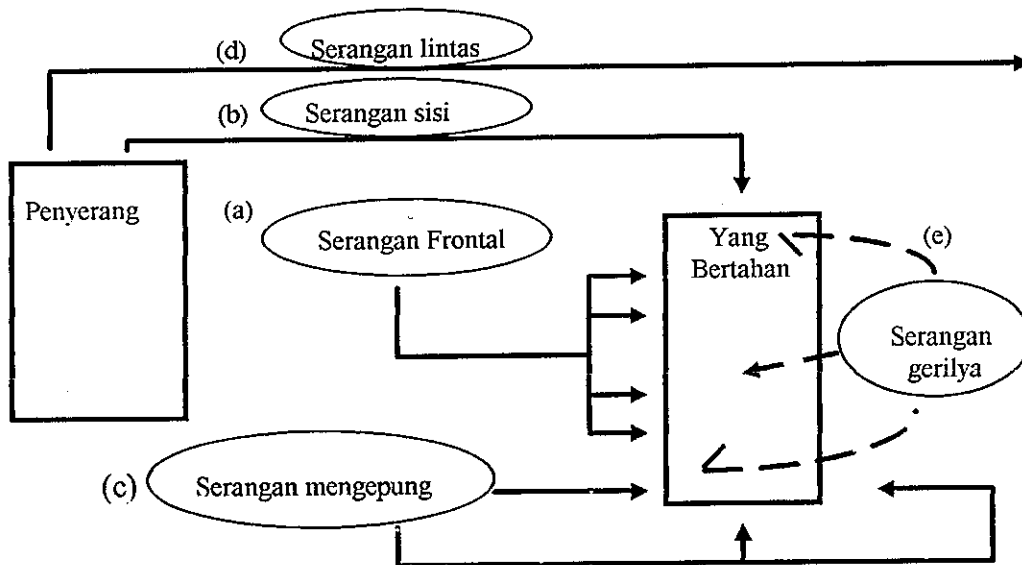 (d)
Serangan lintas
(b)
Serangan sisi
Penyerang
(a)
Serangan Frontal
Yang
Bertahan
(e)
Serangan
gerilya
(c)
Serangan mengepung